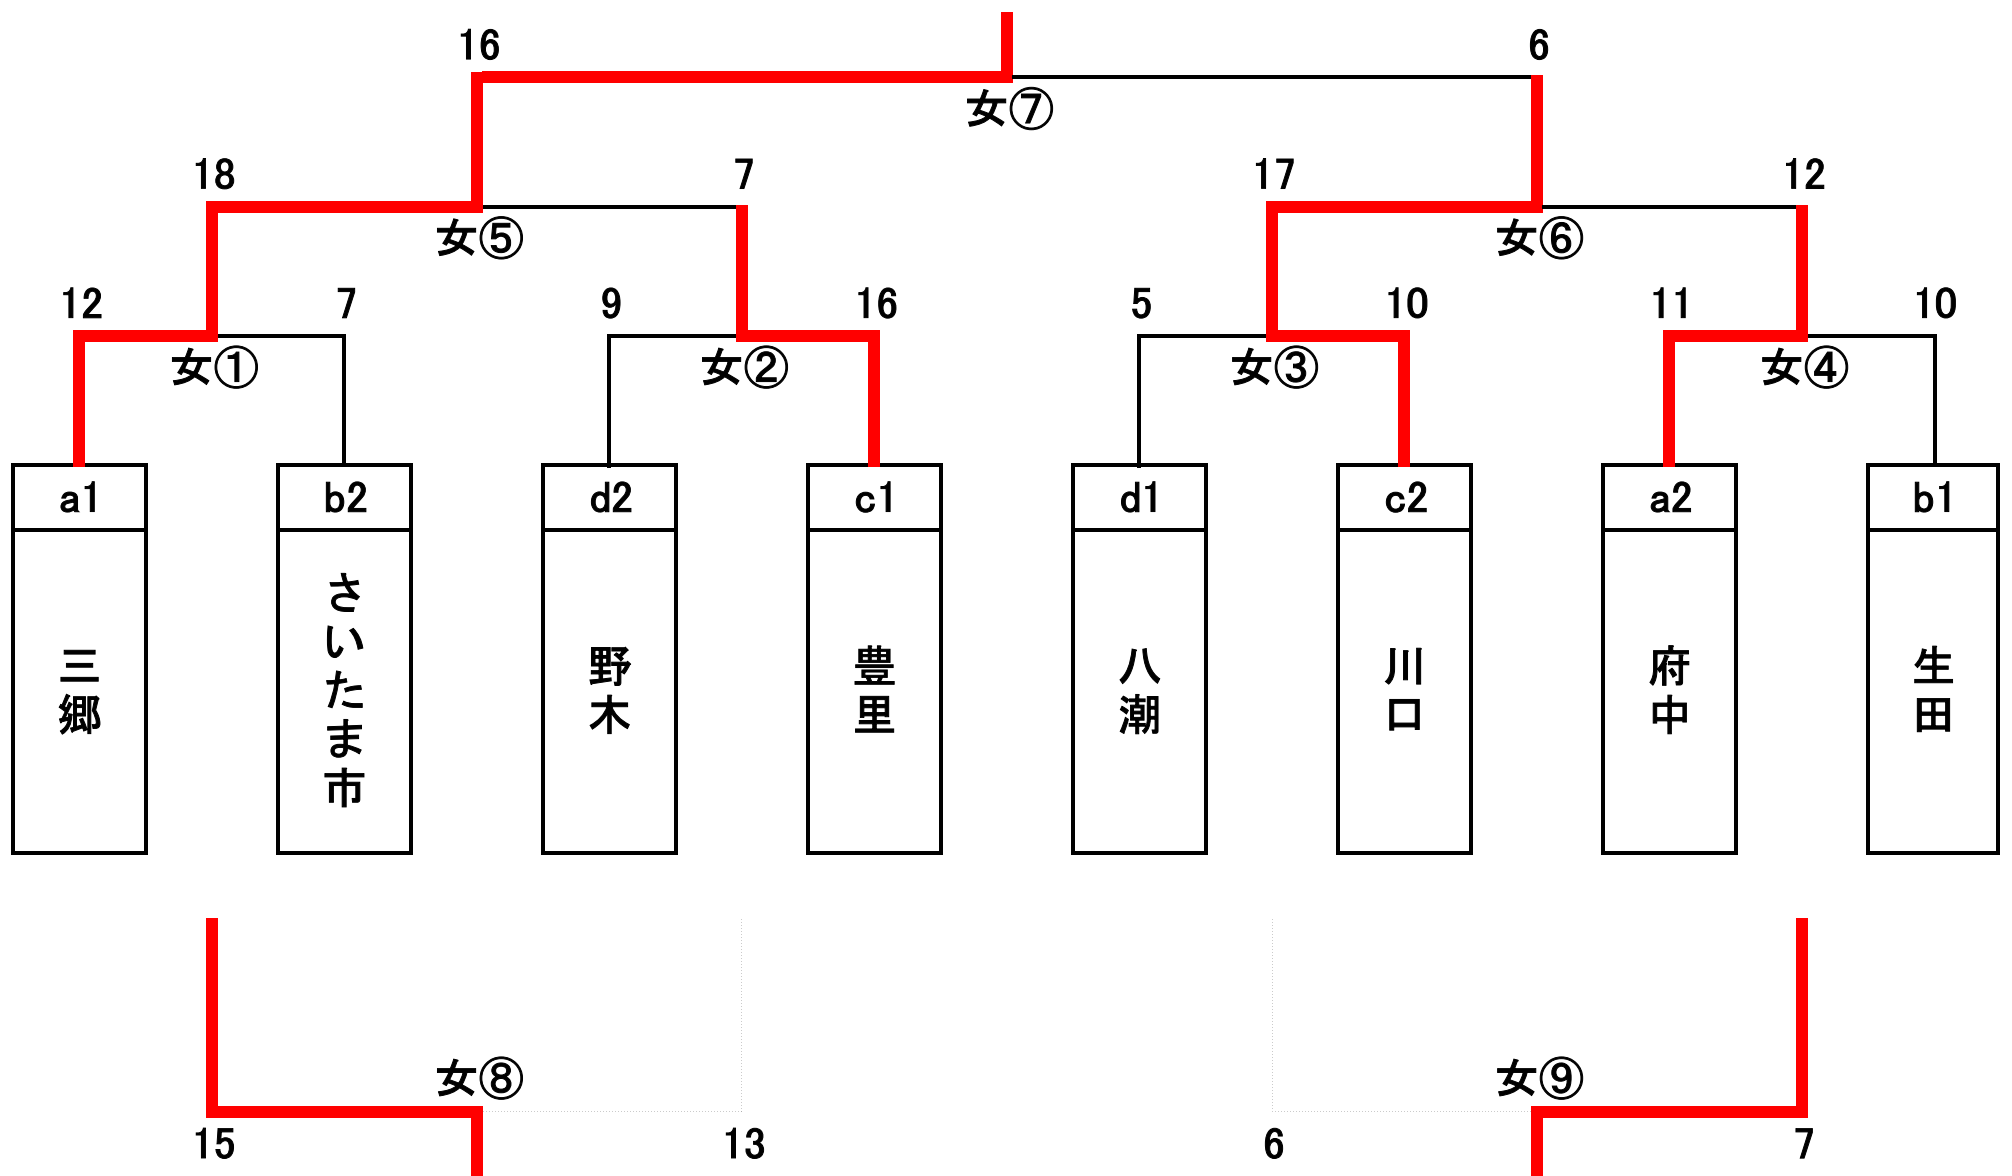 16 6
女⑦
18 7 17 12
女⑤ 女⑥
12 7 9 16 5 10 11 10
女① 女② 女③ 女④
a1 b2 d2 c1 d1 c2 a2 b1
三郷
さいたま市
野木
豊里
八潮
川口
府中
生田
女⑧ 女⑨
15 13 6 7